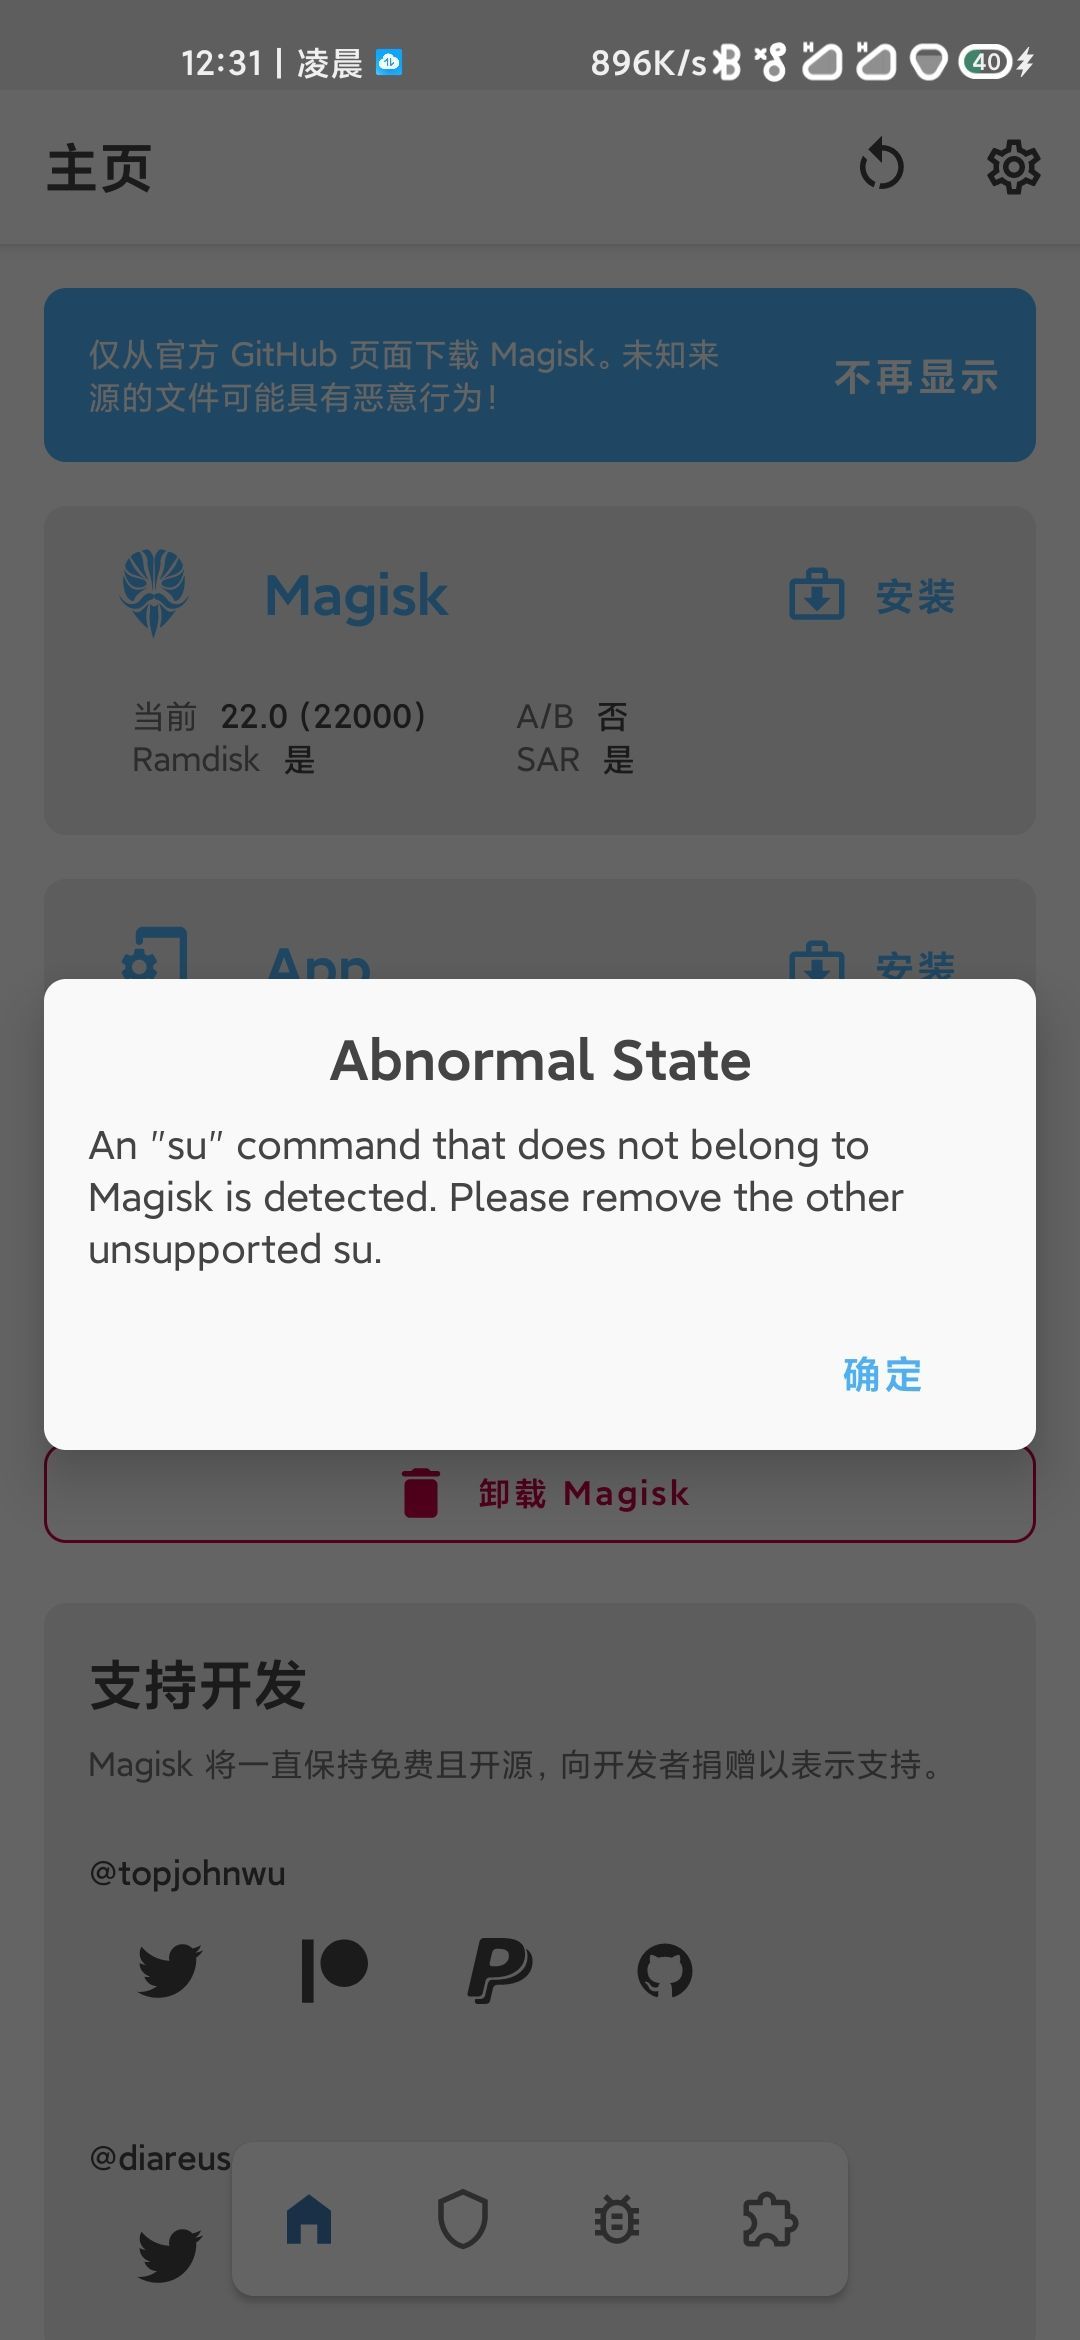 12:31 | 凌晨
896K/s
40
主页
仅从官方 GitHub 页面下载 Magisk。未知来
源的文件可能具有恶意行为！
不再显示
Magisk
安装
当前 22.0 (22000)
A/B 否
Ramdisk 是
SAR 是
App
安装
Abnormal State
An "su" command that does not belong to
Magisk is detected. Please remove the other
unsupported su.
确定
卸载 Magisk
支持开发
Magisk 将一直保持免费且开源，向开发者捐赠以表示支持。
@topjohnwu
@diareus